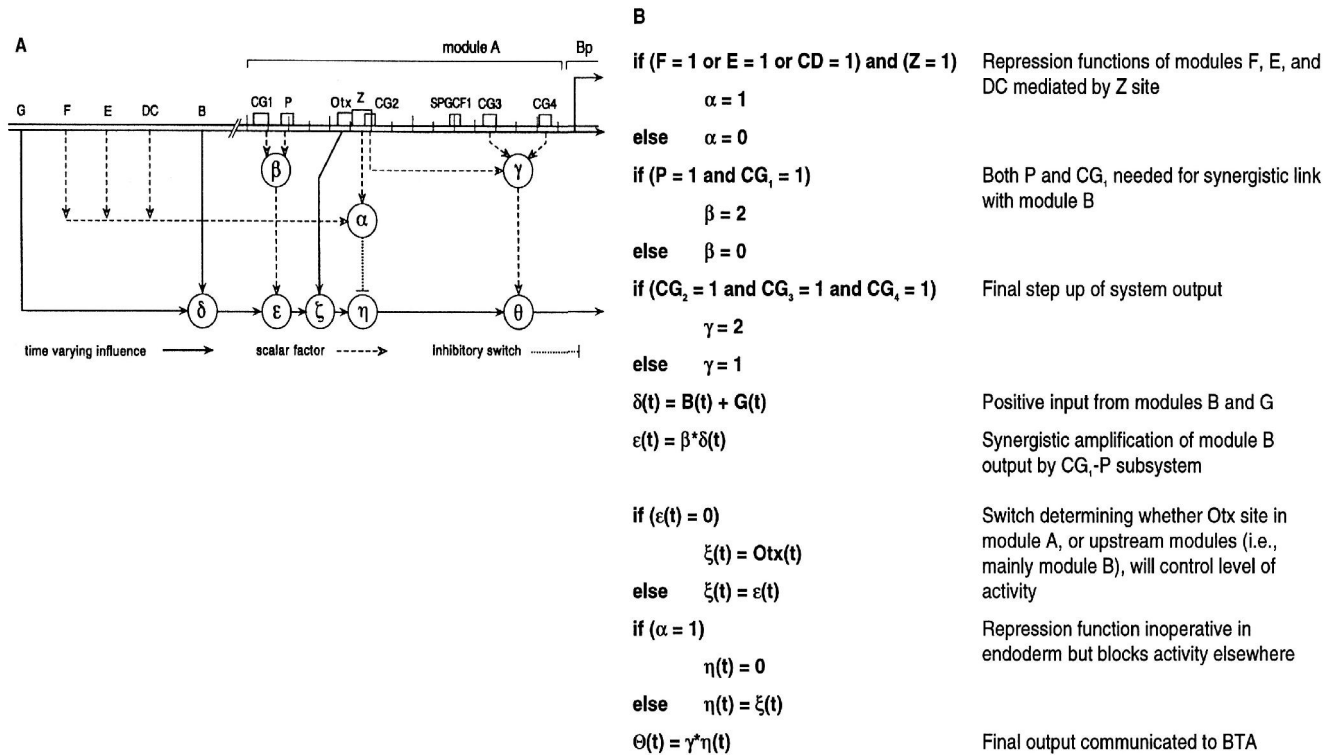 A
module A
Bp
G F E DC B CG1 P Otx Z CG2 SPGCF1 CG3 CG4
β
γ
α
δ ε ζ η θ
time varying influence
scalar factor
Inhibitory switch
B
if (F = 1 or E = 1 or CD = 1) and (Z = 1)
α = 1
else α = 0
Repression functions of modules F, E, and
DC mediated by Z site
if (P = 1 and CG₁ = 1)
β = 2
else β = 0
Both P and CG₁ needed for synergistic link
with module B
if (CG₂ = 1 and CG₃ = 1 and CG₄ = 1)
γ = 2
else γ = 1
Final step up of system output
δ(t) = B(t) + G(t)
Positive input from modules B and G
ε(t) = β*δ(t)
Synergistic amplification of module B
output by CG₁-P subsystem
if (ε(t) = 0)
ξ(t) = Otx(t)
else ξ(t) = ε(t)
Switch determining whether Otx site in
module A, or upstream modules (i.e.,
mainly module B), will control level of
activity
if (α = 1)
η(t) = 0
else η(t) = ξ(t)
Repression function inoperative in
endoderm but blocks activity elsewhere
Θ(t) = γ*η(t)
Final output communicated to BTA